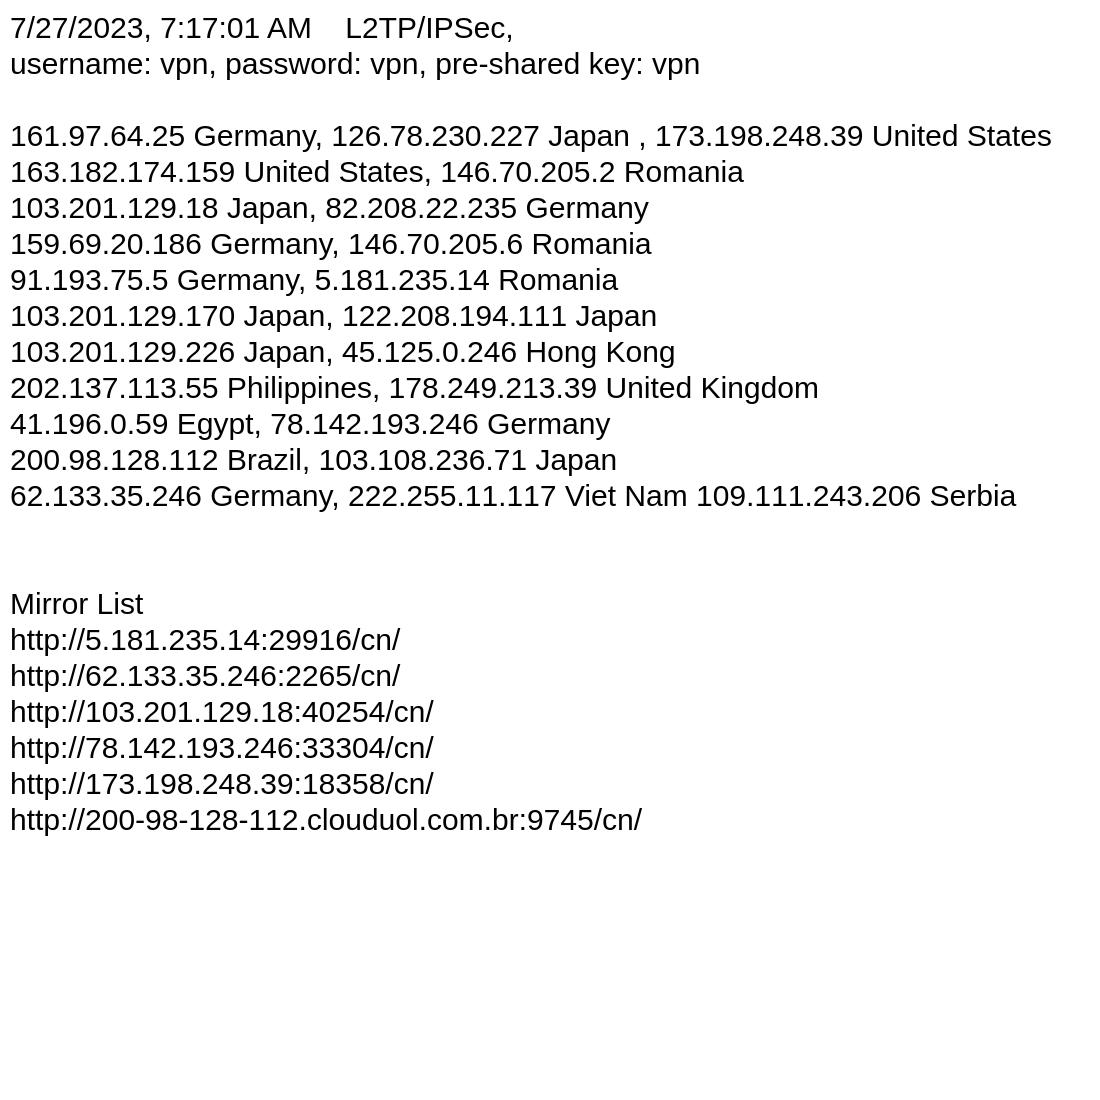 7/27/2023, 7:17:01 AM    L2TP/IPSec,
username: vpn, password: vpn, pre-shared key: vpn
161.97.64.25 Germany, 126.78.230.227 Japan , 173.198.248.39 United States
163.182.174.159 United States, 146.70.205.2 Romania
103.201.129.18 Japan, 82.208.22.235 Germany
159.69.20.186 Germany, 146.70.205.6 Romania
91.193.75.5 Germany, 5.181.235.14 Romania
103.201.129.170 Japan, 122.208.194.111 Japan
103.201.129.226 Japan, 45.125.0.246 Hong Kong
202.137.113.55 Philippines, 178.249.213.39 United Kingdom
41.196.0.59 Egypt, 78.142.193.246 Germany
200.98.128.112 Brazil, 103.108.236.71 Japan
62.133.35.246 Germany, 222.255.11.117 Viet Nam 109.111.243.206 Serbia
Mirror List
http://5.181.235.14:29916/cn/
http://62.133.35.246:2265/cn/
http://103.201.129.18:40254/cn/
http://78.142.193.246:33304/cn/
http://173.198.248.39:18358/cn/
http://200-98-128-112.clouduol.com.br:9745/cn/